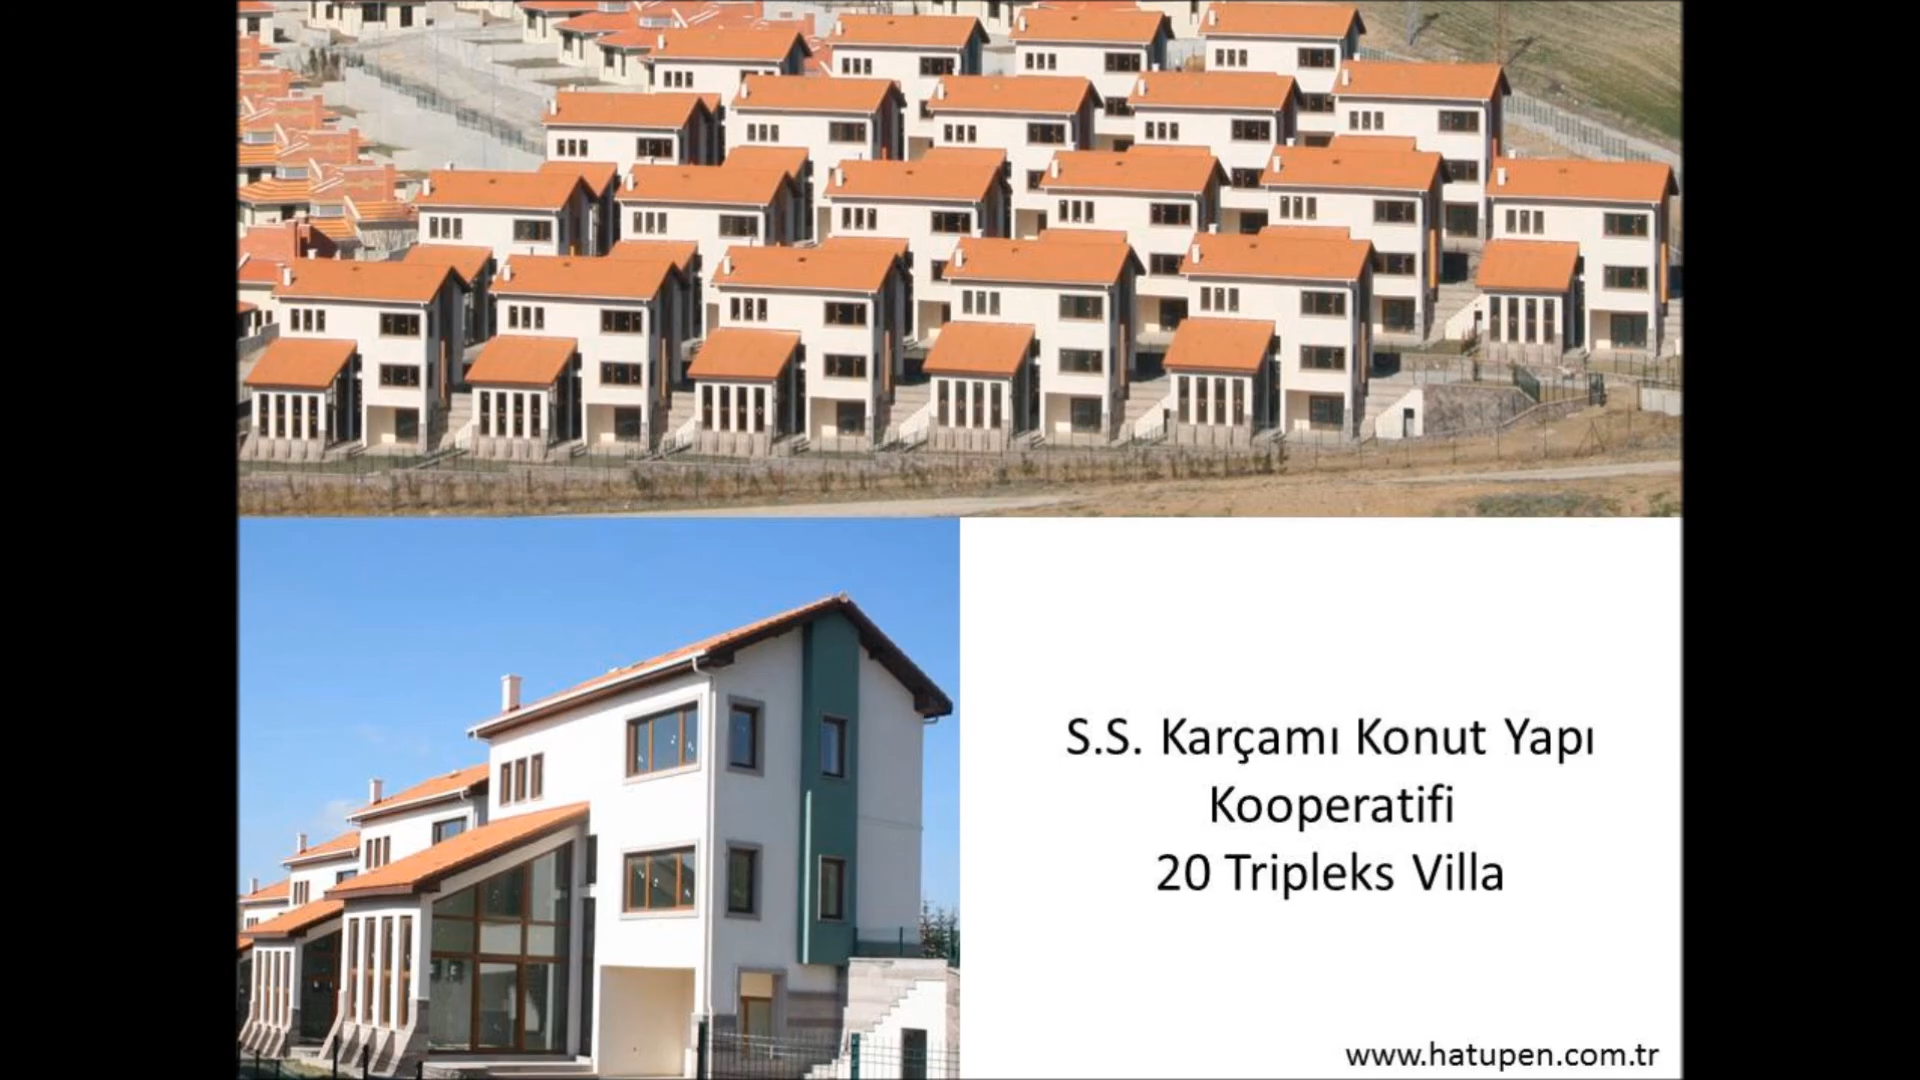 S.S. Karçamı Konut Yapı
Kooperatifi
20 Tripleks Villa
www.hatupen.com.tr